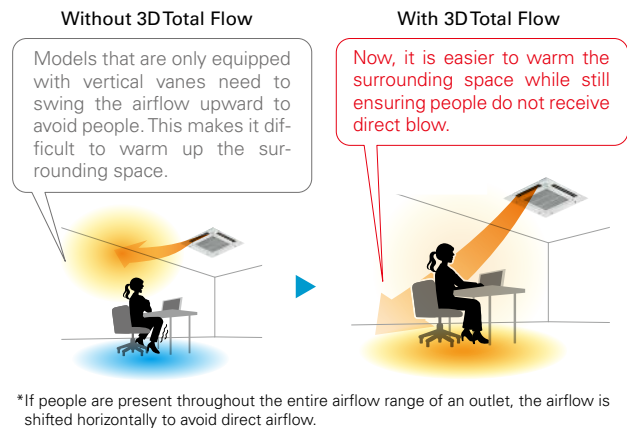 Without 3D Total Flow
Models that are only equipped
with vertical vanes need to
swing the airflow upward to
avoid people. This makes it dif-
ficult to warm up the sur-
rounding space.
With 3D Total Flow
Now, it is easier to warm the
surrounding space while still
ensuring people do not receive
direct blow.
*If people are present throughout the entire airflow range of an outlet, the airflow is
shifted horizontally to avoid direct airflow.